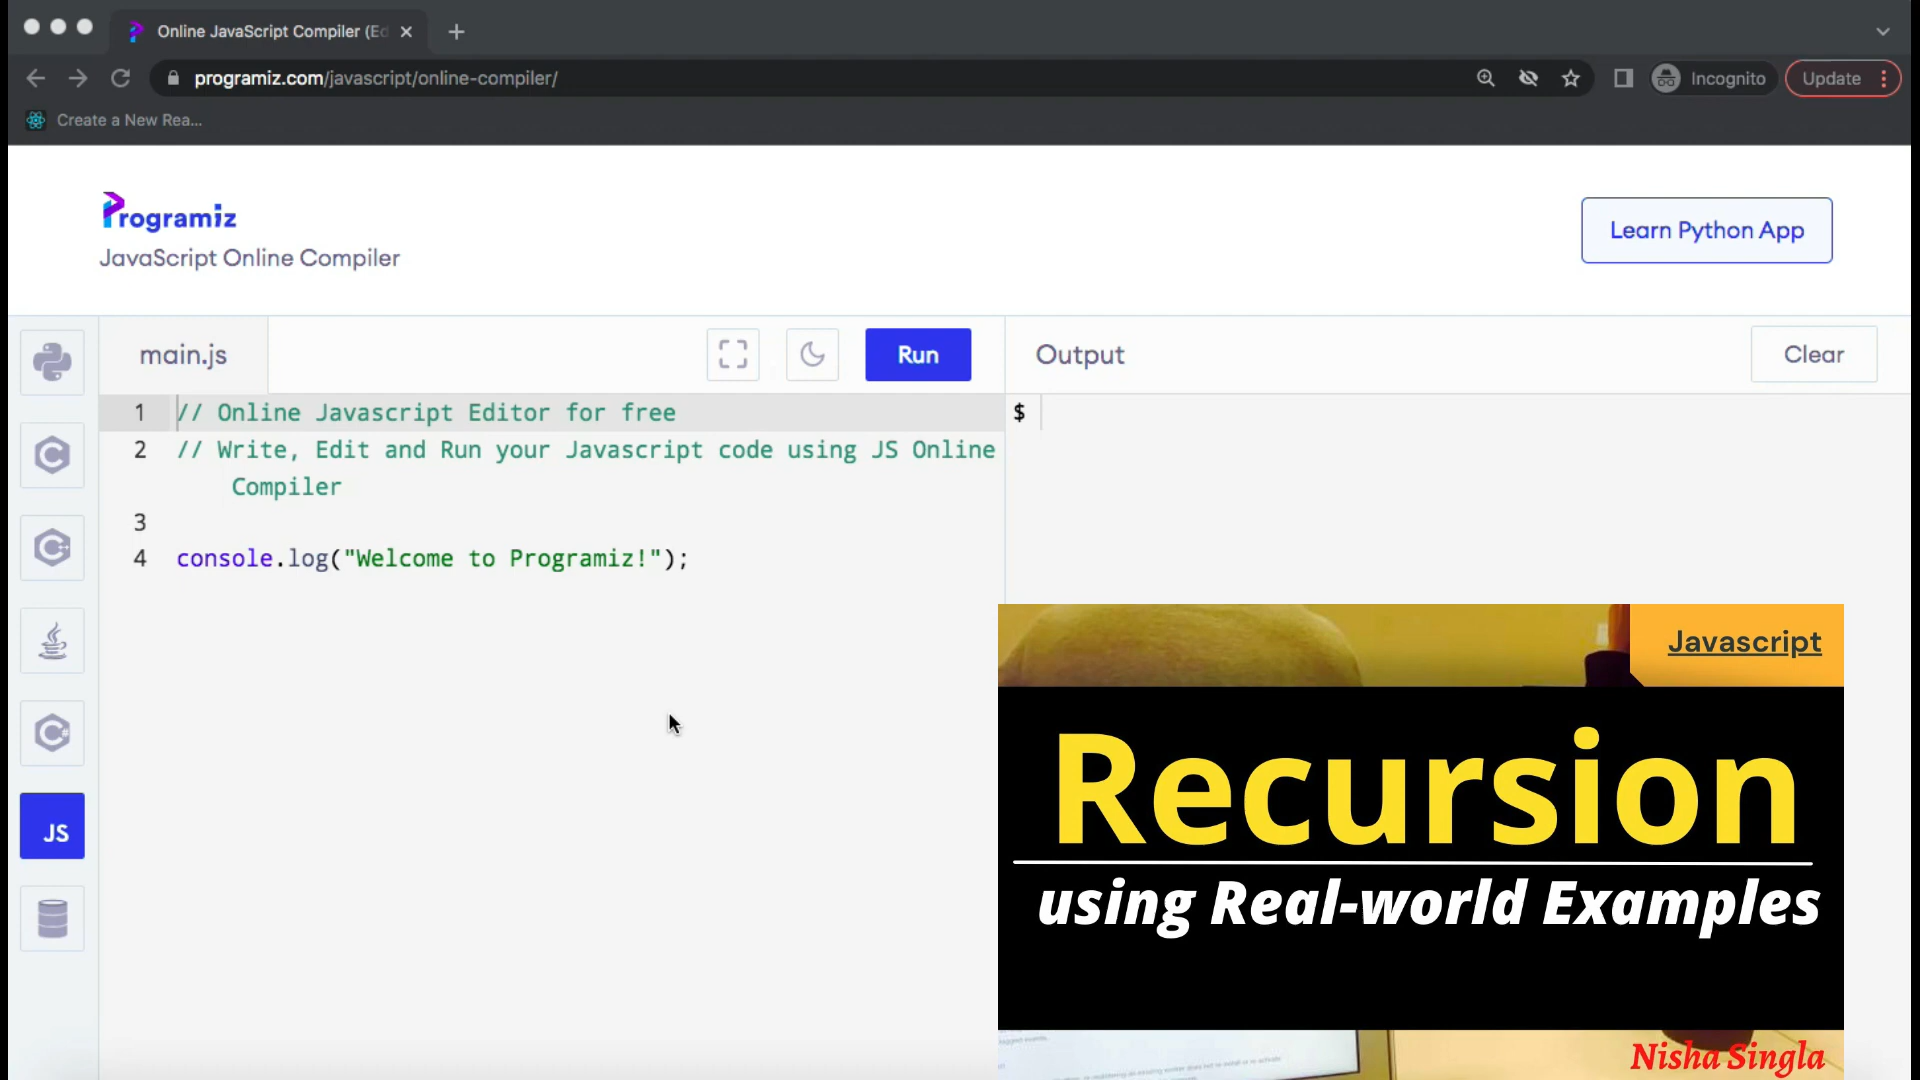 Online JavaScript Compiler (Ed
programiz.com/javascript/online-compiler/
Incognito
Update
Create a New Rea...
Programiz
JavaScript Online Compiler
Learn Python App
main.js
Run
Output
Clear
1 // Online Javascript Editor for free
2 // Write, Edit and Run your Javascript code using JS Online
Compiler
3
4 console.log("Welcome to Programiz!");
$
JS
Javascript
Recursion
using Real-world Examples
Nisha Singla